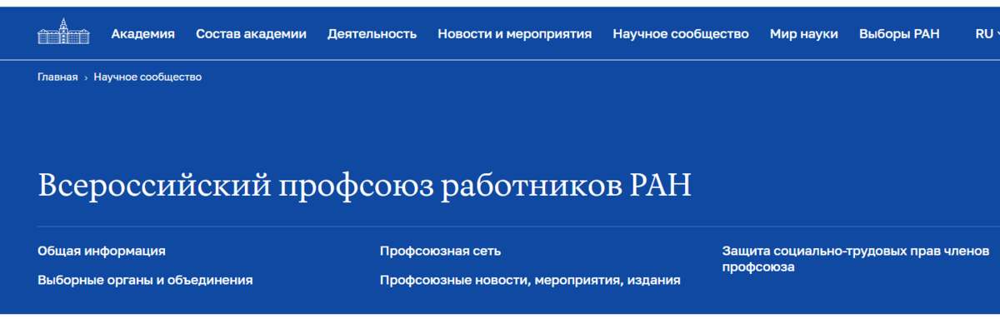 Академия Состав академии Деятельность Новости и мероприятия Научное сообщество Мир науки Выборы РАН RU
Главная › Научное сообщество
Всероссийский профсоюз работников РАН
Общая информация Профсоюзная сеть Защита социально-трудовых прав членов
профсоюза
Выборные органы и объединения Профсоюзные новости, мероприятия, издания